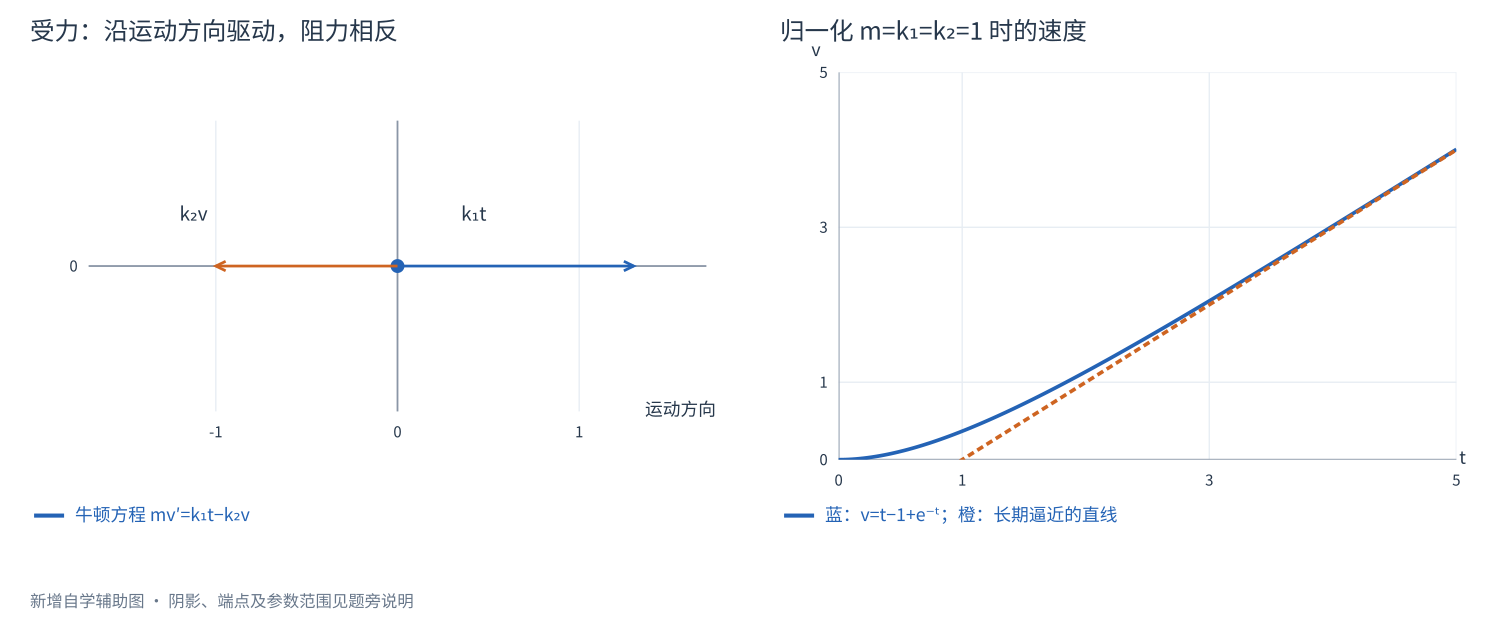 受力：沿运动方向驱动，阻力相反
k₂v
k₁t
0
运动方向
-1
0
1
牛顿方程 mv′=k₁t−k₂v
归一化 m=k₁=k₂=1 时的速度
v
5
3
1
0
t
0
1
3
5
蓝：v=t−1+e⁻ᵗ；橙：长期逼近的直线
新增自学辅助图 · 阴影、端点及参数范围见题旁说明